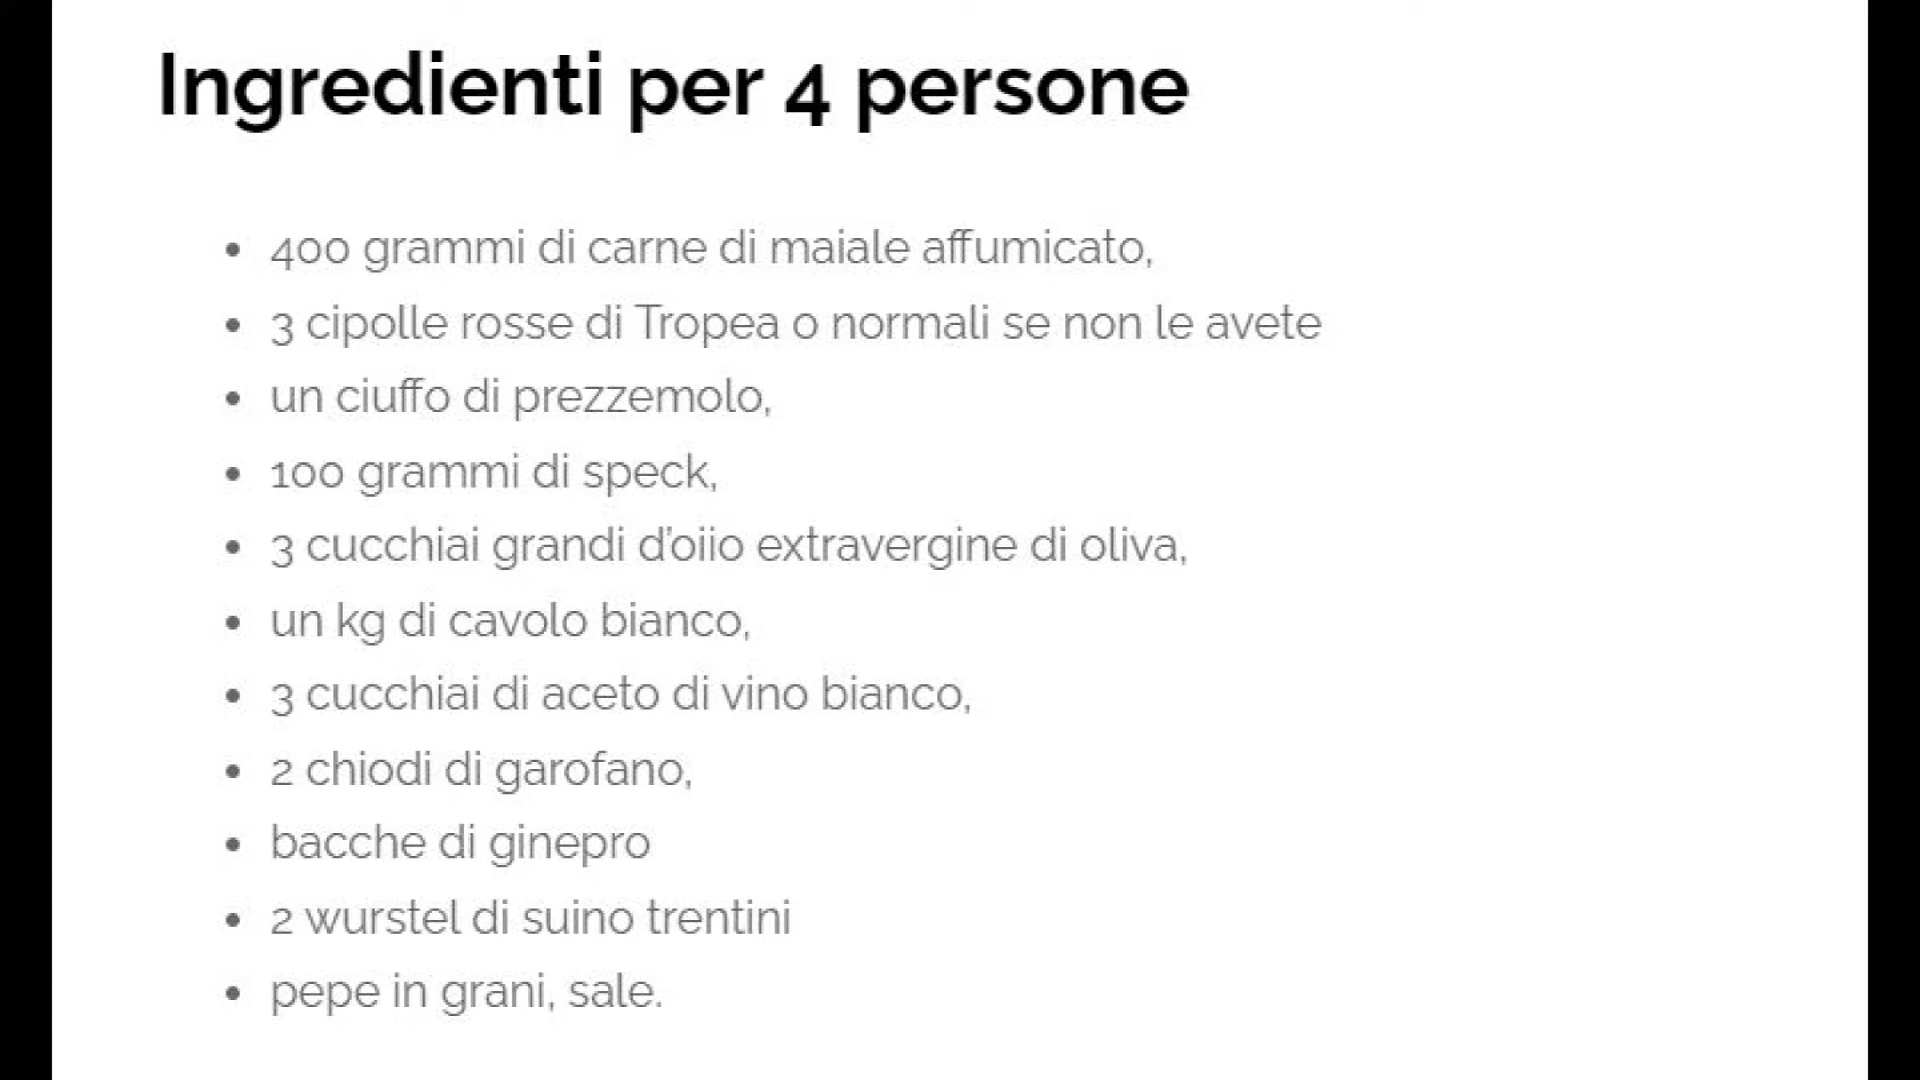 Ingredienti per 4 persone
• 400 grammi di carne di maiale affumicato,
• 3 cipolle rosse di Tropea o normali se non le avete
• un ciuffo di prezzemolo,
• 100 grammi di speck,
• 3 cucchiai grandi d'oiio extravergine di oliva,
• un kg di cavolo bianco,
• 3 cucchiai di aceto di vino bianco,
• 2 chiodi di garofano,
• bacche di ginepro
• 2 wurstel di suino trentini
• pepe in grani, sale.